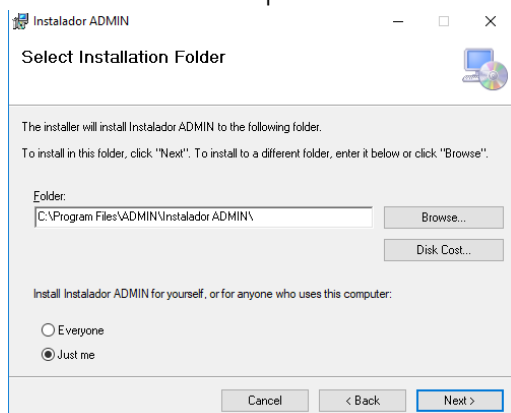 Instalador ADMIN
Select Installation Folder
The installer will install Instalador ADMIN to the following folder.
To install in this folder, click "Next". To install to a different folder, enter it below or click "Browse".
Folder:
C:\Program Files\ADMIN\Instalador ADMIN\
Browse...
Disk Cost...
Install Instalador ADMIN for yourself, or for anyone who uses this computer:
Everyone
Just me
Cancel
< Back
Next >